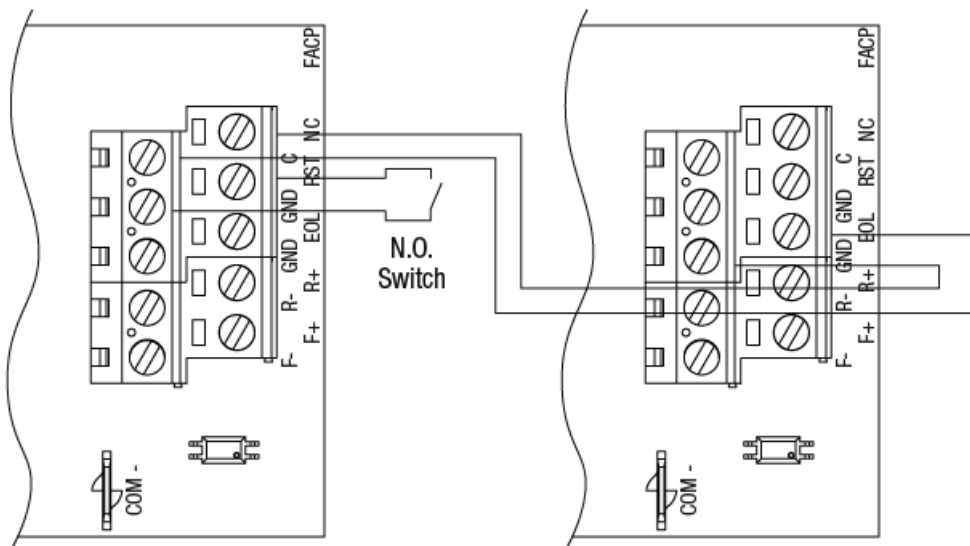 FACP
NC
C
RST
GND
EOL
GND
R+
R-
F+
F-
COM -
N.O.
Switch
FACP
NC
C
RST
GND
EOL
GND
R+
R-
F+
F-
COM -